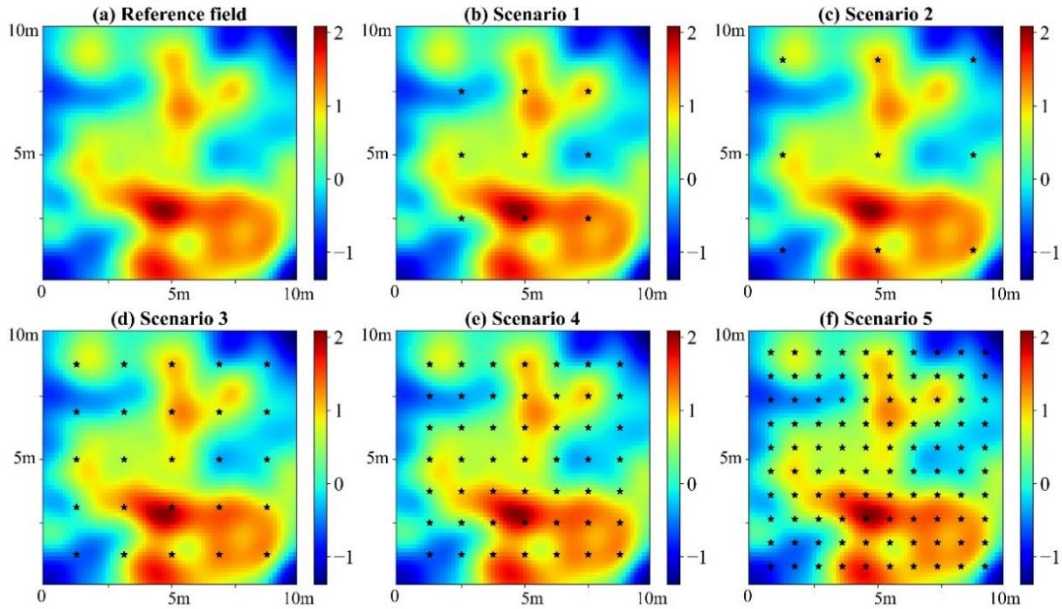 (a) Reference field
(b) Scenario 1
(c) Scenario 2
10m
2
10m
2
10m
2
1
1
1
5m
5m
5m
0
0
0
−1
−1
−1
0
5m
10m
0
5m
10m
0
5m
10m
(d) Scenario 3
(e) Scenario 4
(f) Scenario 5
10m
2
10m
2
10m
2
1
1
1
5m
5m
5m
0
0
0
−1
−1
−1
0
5m
10m
0
5m
10m
0
5m
10m